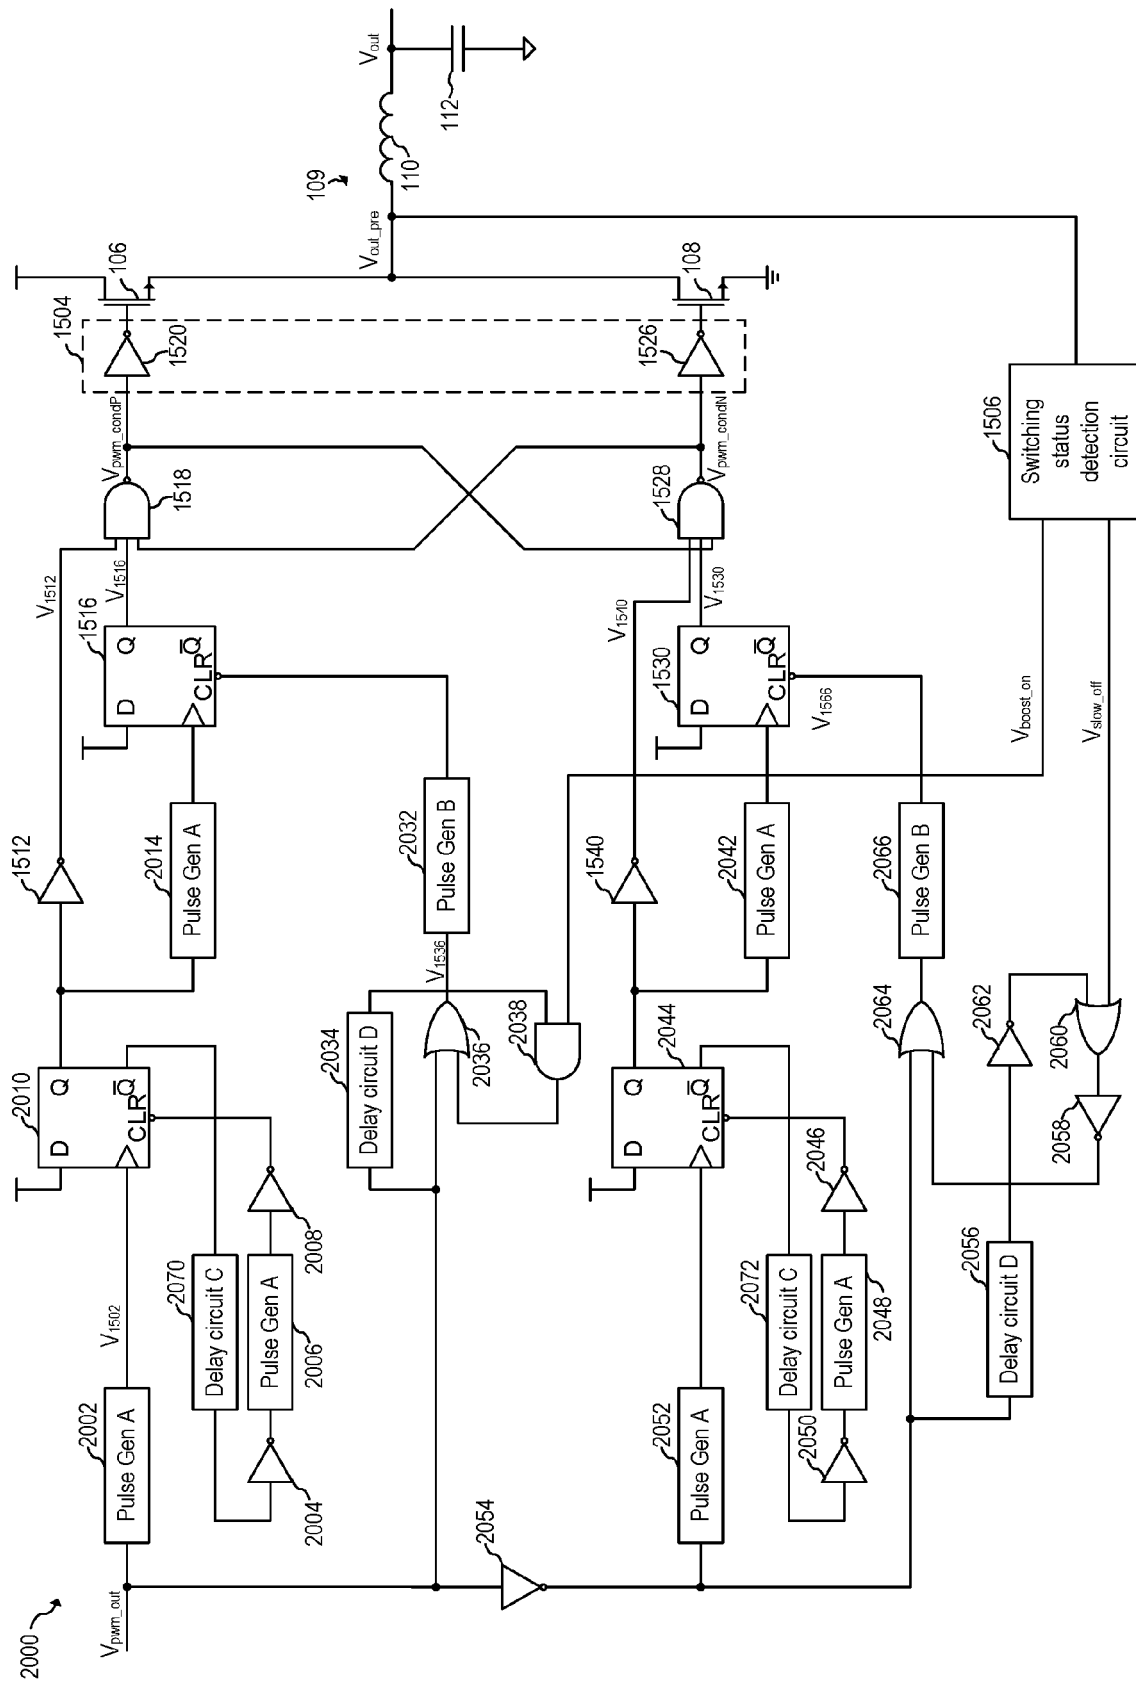 2000
Vpwm_out
2002
Pulse Gen A
V1502
2010
D
Q
Q
CLR
2070
Delay circuit C
2004
Pulse Gen A
2006
2008
1512
V1512
2014
Pulse Gen A
1516
D
Q
Q
CLR
V1516
1518
Vpwm_condP
1504
1520
106
Vout_pre
109
110
Vout
112
2034
Delay circuit D
2036
2038
V1536
2032
Pulse Gen B
2054
2052
Pulse Gen A
2044
D
Q
Q
CLR
2072
Delay circuit C
2050
Pulse Gen A
2048
2046
1540
V1540
2042
Pulse Gen A
1530
D
Q
Q
CLR
V1530
V1566
1528
Vpwm_condN
1526
108
2056
Delay circuit D
2062
2064
2066
Pulse Gen B
2058
2060
Vboost_on
Vslow_off
1506
Switching
status
detection
circuit